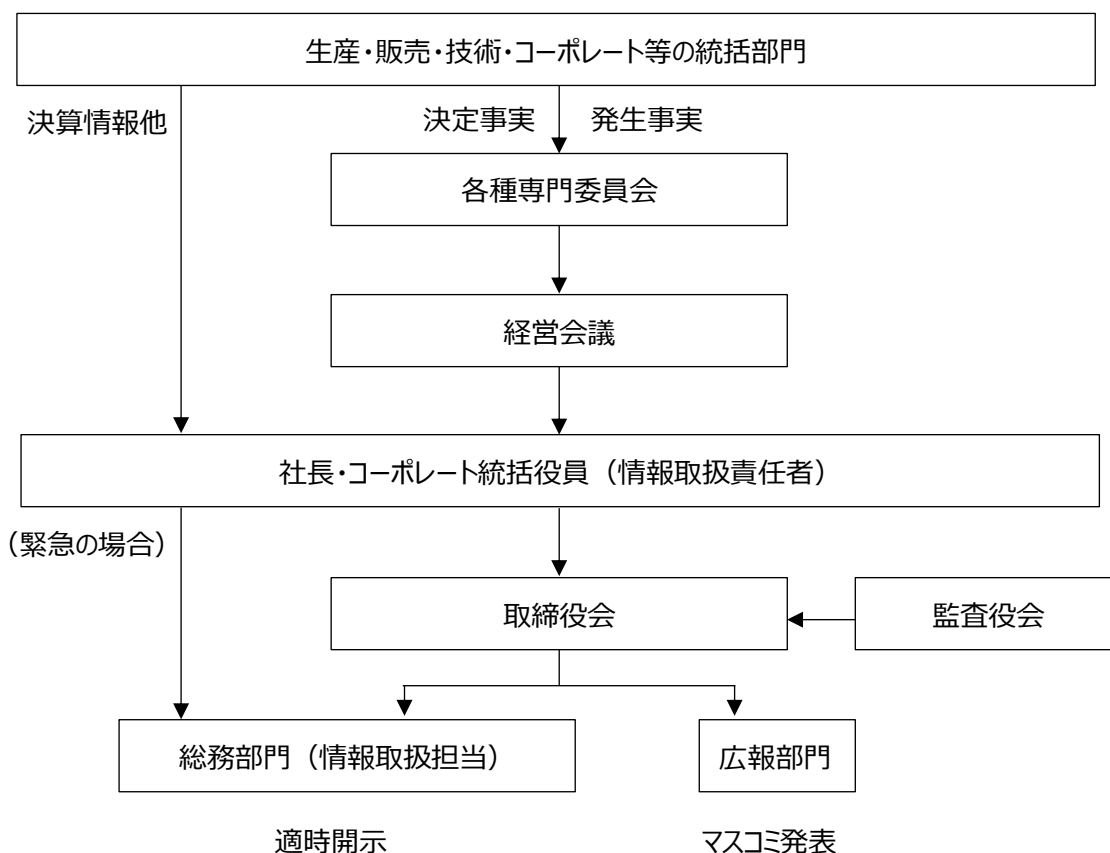 生産・販売・技術・コーポレート等の統括部門
決算情報他
決定事実
発生事実
各種専門委員会
経営会議
社長・コーポレート統括役員（情報取扱責任者）
（緊急の場合）
取締役会
監査役会
総務部門（情報取扱担当）
広報部門
適時開示
マスコミ発表